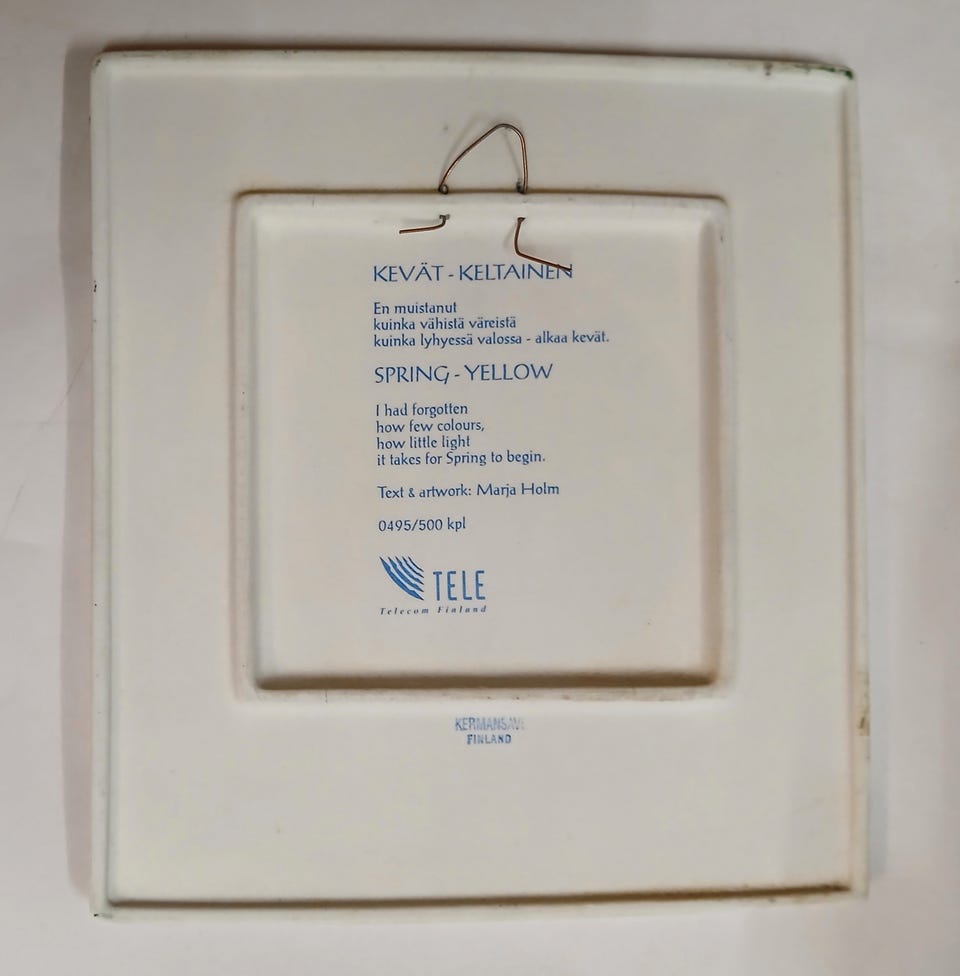 KEVÄT - KELTAINEN
En muistanut
kuinka vähistä väreistä
kuinka lyhyessä valossa - alkaa kevät.
SPRING - YELLOW
I had forgotten
how few colours,
how little light
it takes for Spring to begin.
Text & artwork: Marja Holm
0495/500 kpl
TELE
Telecom Finland
KERMANSAVI
FINLAND